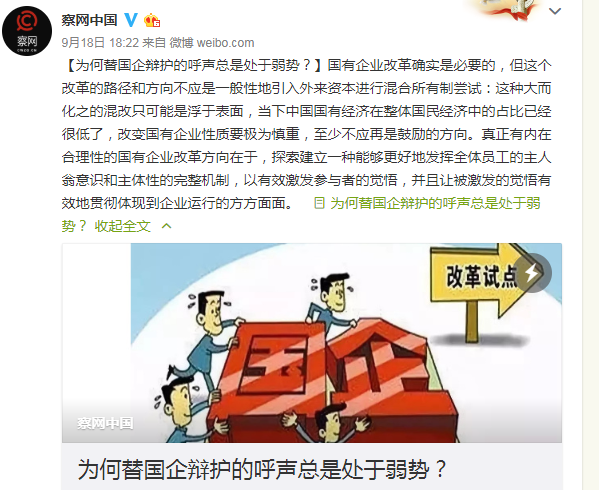 察网
CWZG.CN
察网中国
9月18日 18:22 来自 微博 weibo.com
【为何替国企辩护的呼声总是处于弱势？】国有企业改革确实是必要的，但这个
改革的路径和方向不应是一般性地引入外来资本进行混合所有制尝试：这种大而
化之的混改只可能是浮于表面，当下中国国有经济在整体国民经济中的占比已经
很低了，改变国有企业性质要极为慎重，至少不应再是鼓励的方向。真正有内在
合理性的国有企业改革方向在于，探索建立一种能够更好地发挥全体员工的主人
翁意识和主体性的完整机制，以有效激发参与者的觉悟，并且让被激发的觉悟有
效地贯彻体现到企业运行的方方面面。 为何替国企辩护的呼声总是处于弱
势？ 收起全文
改革试点
国企
察网中国
为何替国企辩护的呼声总是处于弱势？